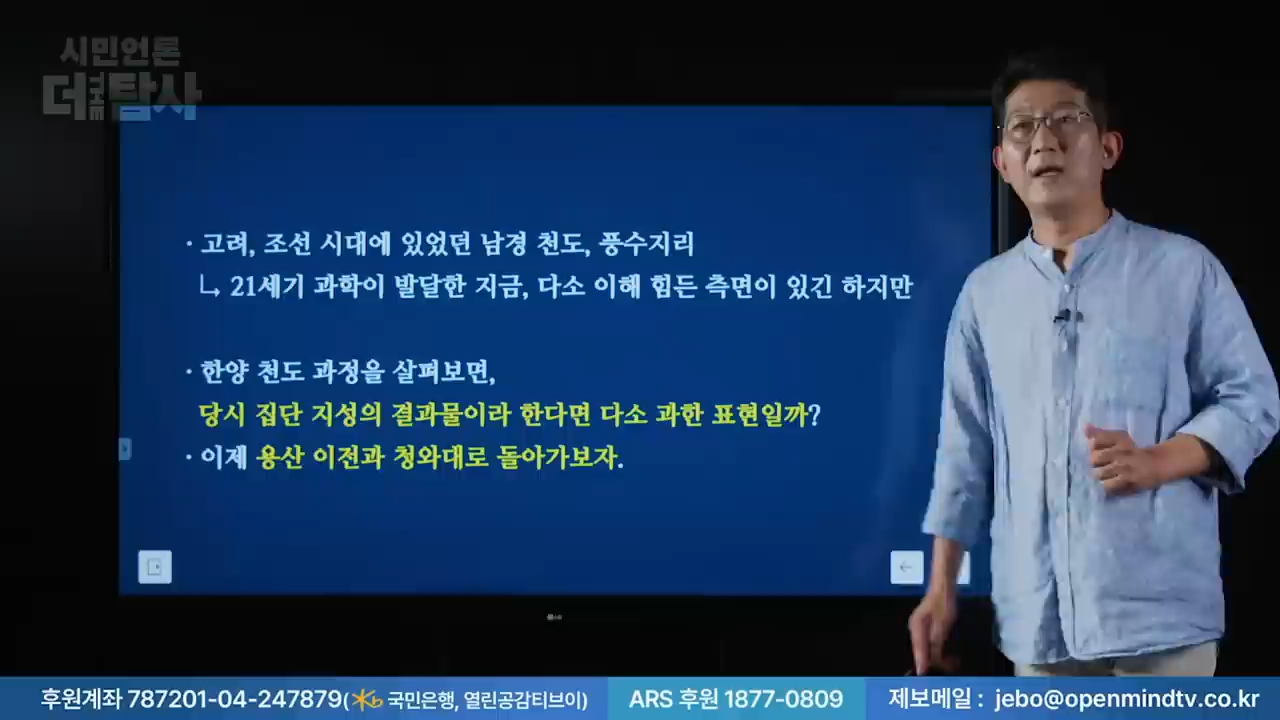 시민언론
더탐사
· 고려, 조선 시대에 있었던 남경 천도, 풍수지리
↳ 21세기 과학이 발달한 지금, 다소 이해 힘든 측면이 있긴 하지만
· 한양 천도 과정을 살펴보면,
당시 집단 지성의 결과물이라 한다면 다소 과한 표현일까?
· 이제 용산 이전과 청와대로 돌아가보자.
후원계좌 787201-04-247879(국민은행, 열린공감티브이) ARS 후원 1877-0809 제보메일 : jebo@openmindtv.co.kr